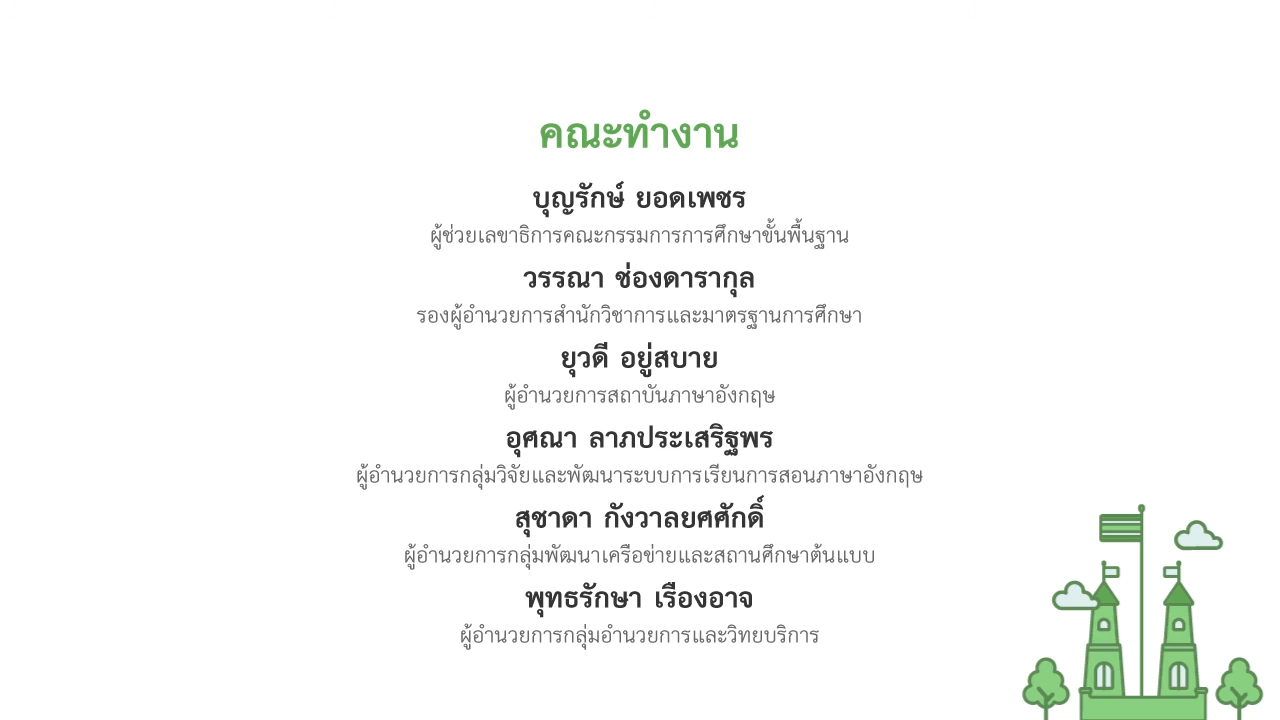 คณะทำงาน
บุญรักษ์ ยอดเพชร
ผู้ช่วยเลขาธิการคณะกรรมการการศึกษาขั้นพื้นฐาน
วรรณา ช่องดารากุล
รองผู้อำนวยการสำนักวิชาการและมาตรฐานการศึกษา
ยุวดี อยู่สบาย
ผู้อำนวยการสถาบันภาษาอังกฤษ
อุศณา ลาภประเสริฐพร
ผู้อำนวยการกลุ่มวิจัยและพัฒนาระบบการเรียนการสอนภาษาอังกฤษ
สุชาดา กังวาลยศศักดิ์
ผู้อำนวยการกลุ่มพัฒนาเครือข่ายและสถานศึกษาต้นแบบ
พุทธรักษา เรืองอาจ
ผู้อำนวยการกลุ่มอำนวยการและวิทยบริการ